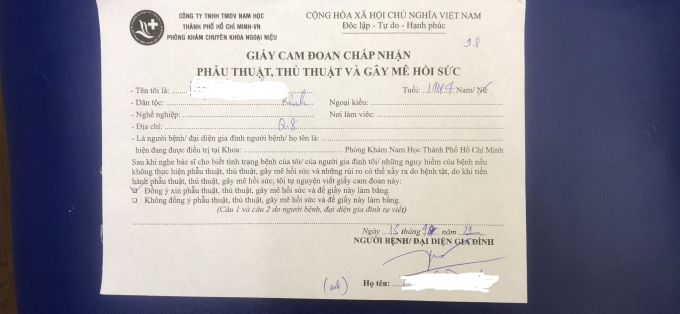 CÔNG TY TNHH TMDV NAM HỌC
THÀNH PHỐ HỒ CHÍ MINH-VN
PHÒNG KHÁM CHUYÊN KHOA NGOẠI NIỆU
CỘNG HÒA XÃ HỘI CHỦ NGHĨA VIỆT NAM
Độc lập - Tự do - Hạnh phúc
9.8
GIẤY CAM ĐOAN CHẤP NHẬN
PHẪU THUẬT, THỦ THUẬT VÀ GÂY MÊ HỒI SỨC
- Tên tôi là: Tuổi: Nam/Nữ
- Dân tộc: Kinh Ngoại kiều:
- Nghề nghiệp: Nơi làm việc:
- Địa chỉ: Q.8
- Là người bệnh/ đại diện gia đình người bệnh/ họ tên là:
hiện đang được điều trị tại Khoa: Phòng Khám Nam Học Thành Phố Hồ Chí Minh
Sau khi nghe bác sĩ cho biết tình trạng bệnh của tôi/ của người gia đình tôi/ những nguy hiểm của bệnh nếu
không thực hiện phẫu thuật, thủ thuật, gây mê hồi sức và những rủi ro có thể xảy ra do bệnh tật, do khi tiến
hành phẫu thuật, thủ thuật, gây mê hồi sức; tôi tự nguyện viết giấy cam đoan này:
Đồng ý xin phẫu thuật, thủ thuật, gây mê hồi sức và để giấy này làm bằng.
Không đồng ý phẫu thuật, thủ thuật, gây mê hồi sức và để giấy này làm bằng.
(Câu 1 và câu 2 do người bệnh, đại diện gia đình tự viết)
Ngày tháng năm
NGƯỜI BỆNH/ ĐẠI DIỆN GIA ĐÌNH
Họ tên: